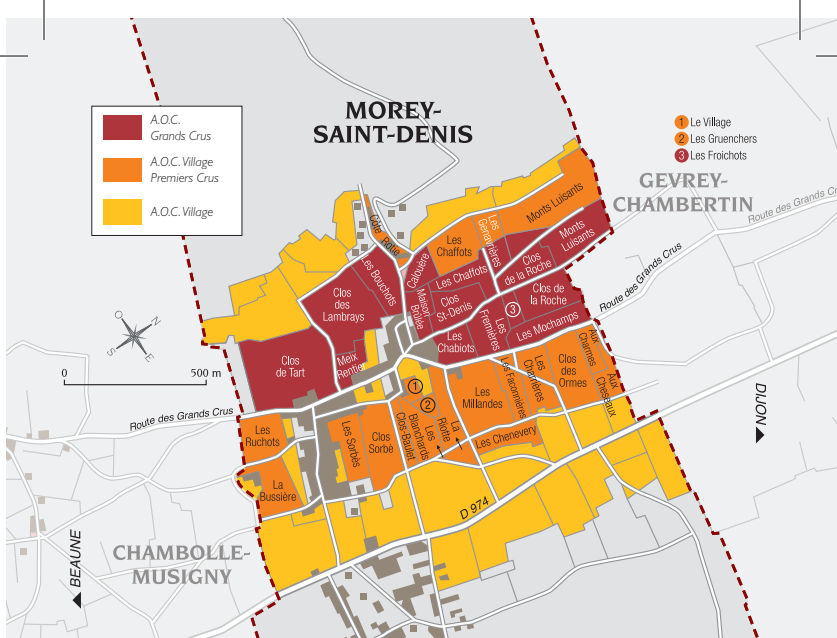 MOREY-
SAINT-DENIS
A.O.C.
Grands Crus
A.O.C. Village
Premiers Crus
A.O.C. Village
1 Le Village
2 Les Gruenchers
3 Les Froichots
GEVREY-
CHAMBERTIN
Route des Grands Crus
Route des Grands Crus
Monts Luisants
Les
Genavrières
Monts
Luisants
Côte Rotie
Les
Chaffots
Les Bouchots
Calouère
Les Chaffots
Clos
de la Roche
Maison
Brûlée
Clos
St-Denis
Clos de
la Roche
Clos
des
Lambrays
3
Les
Fremières
Les Mochamps
Les
Chabiots
Clos
de Tart
Meix
Rentier
Aux
Charmes
Aux
Cheseaux
Clos
des
Ormes
Les
Charrières
Les Faconnières
Les
Millandes
N
E
S
O
0
500 m
1
2
Route des Grands Crus
Les
Ruchots
Les Sorbès
Clos
Sorbè
Clos Baulet
Blanchards
Les
Riotte
La
Les Chenevery
La
Bussière
D 974
DIJON
CHAMBOLLE-
MUSIGNY
BEAUNE